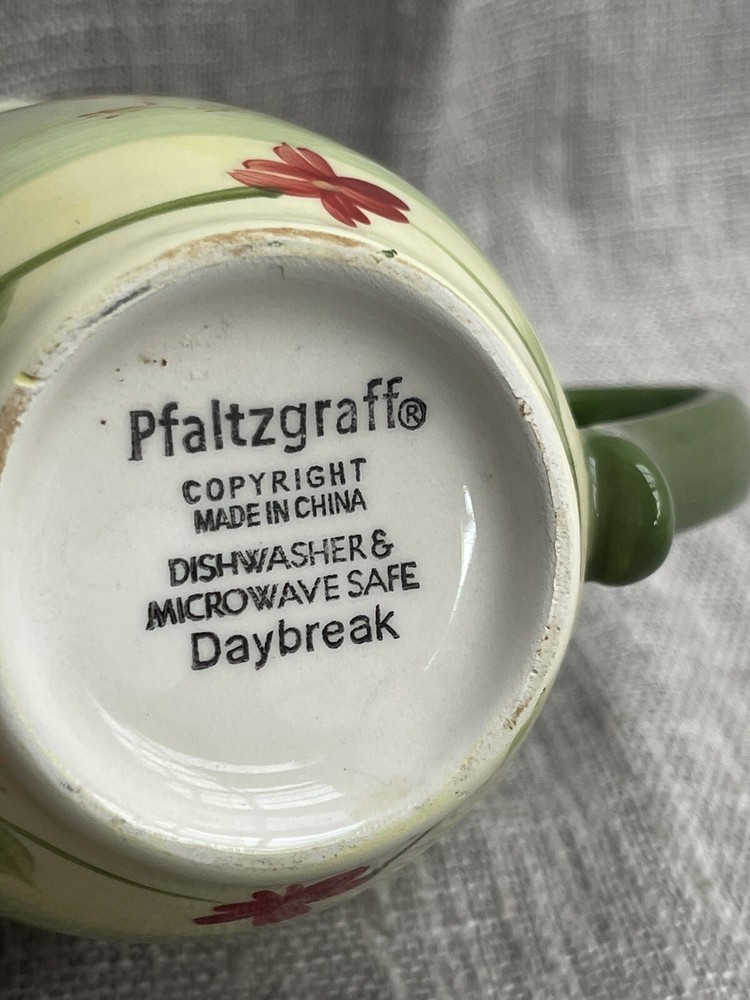 Pfaltzgraff®
COPYRIGHT
MADE IN CHINA
DISHWASHER &
MICROWAVE SAFE
Daybreak